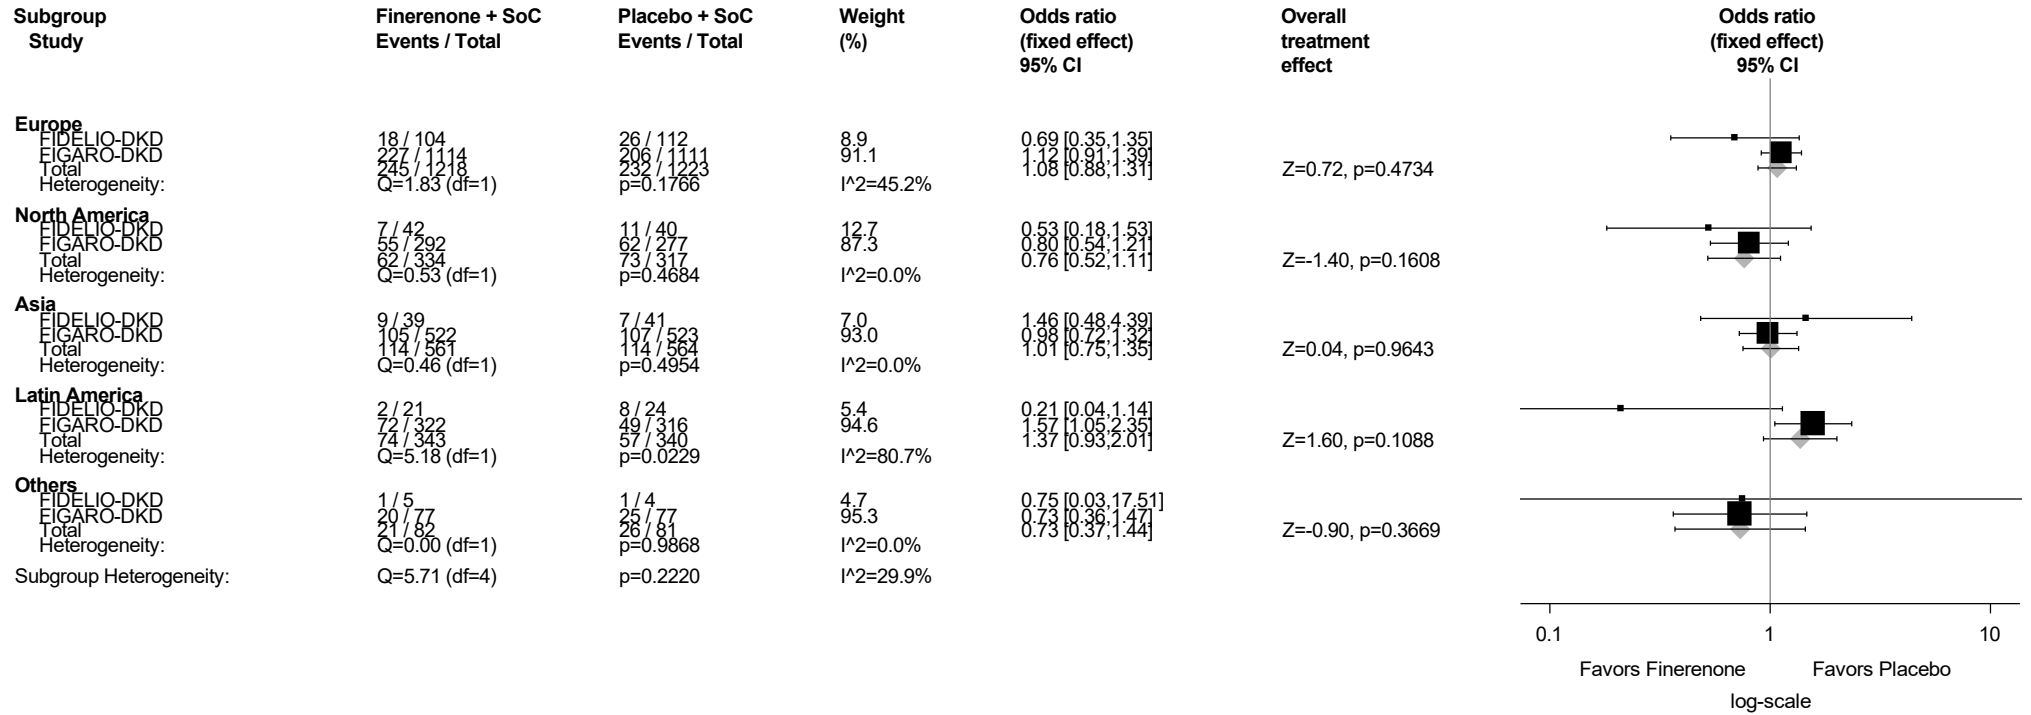 Subgroup Finerenone + SoC Placebo + SoC Weight Odds ratio Overall Odds ratio
Study Events / Total Events / Total (%) (fixed effect) treatment (fixed effect)
95% CI effect 95% CI
Europe
FIDELIO-DKD 18 / 104 26 / 112 8.9 0.69 [0.35,1.35]
FIGARO-DKD 227 / 1114 206 / 1111 91.1 1.12 [0.91,1.39]
Total 245 / 1218 232 / 1223 1.08 [0.88,1.31] Z=0.72, p=0.4734
Heterogeneity: Q=1.83 (df=1) p=0.1766 I^2=45.2%
North America
FIDELIO-DKD 7 / 42 11 / 40 12.7 0.53 [0.18,1.53]
FIGARO-DKD 55 / 292 62 / 277 87.3 0.80 [0.54,1.21]
Total 62 / 334 73 / 317 0.76 [0.52,1.11] Z=-1.40, p=0.1608
Heterogeneity: Q=0.53 (df=1) p=0.4684 I^2=0.0%
Asia
FIDELIO-DKD 9 / 39 7 / 41 7.0 1.46 [0.48,4.39]
FIGARO-DKD 105 / 522 107 / 523 93.0 0.98 [0.72,1.32]
Total 114 / 561 114 / 564 1.01 [0.75,1.35] Z=0.04, p=0.9643
Heterogeneity: Q=0.46 (df=1) p=0.4954 I^2=0.0%
Latin America
FIDELIO-DKD 2 / 21 8 / 24 5.4 0.21 [0.04,1.14]
FIGARO-DKD 72 / 322 49 / 316 94.6 1.57 [1.05,2.35]
Total 74 / 343 57 / 340 1.37 [0.93,2.01] Z=1.60, p=0.1088
Heterogeneity: Q=5.18 (df=1) p=0.0229 I^2=80.7%
Others
FIDELIO-DKD 1 / 5 1 / 4 4.7 0.75 [0.03,17.51]
FIGARO-DKD 20 / 77 25 / 77 95.3 0.73 [0.36,1.47]
Total 21 / 82 26 / 81 0.73 [0.37,1.44] Z=-0.90, p=0.3669
Heterogeneity: Q=0.00 (df=1) p=0.9868 I^2=0.0%
Subgroup Heterogeneity: Q=5.71 (df=4) p=0.2220 I^2=29.9%
0.1 1 10
Favors Finerenone Favors Placebo
log-scale